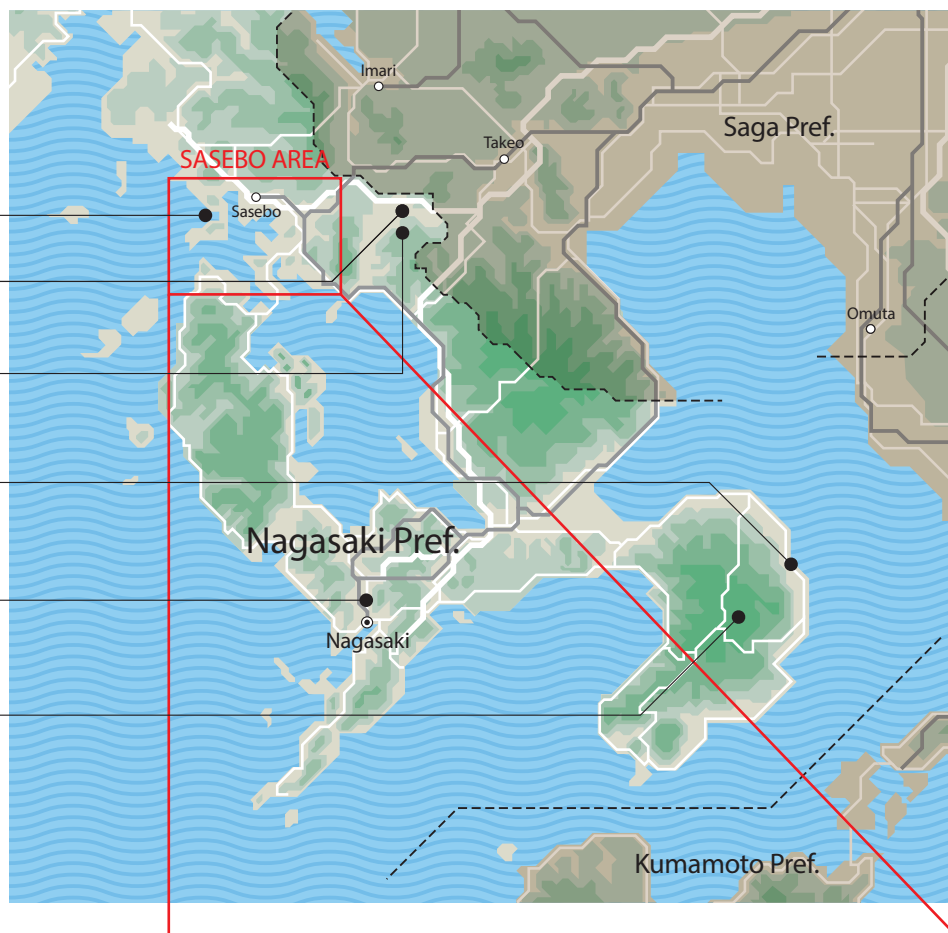 Imari
Saga Pref.
Takeo
SASEBO AREA
Sasebo
Omuta
Nagasaki Pref.
Nagasaki
Kumamoto Pref.